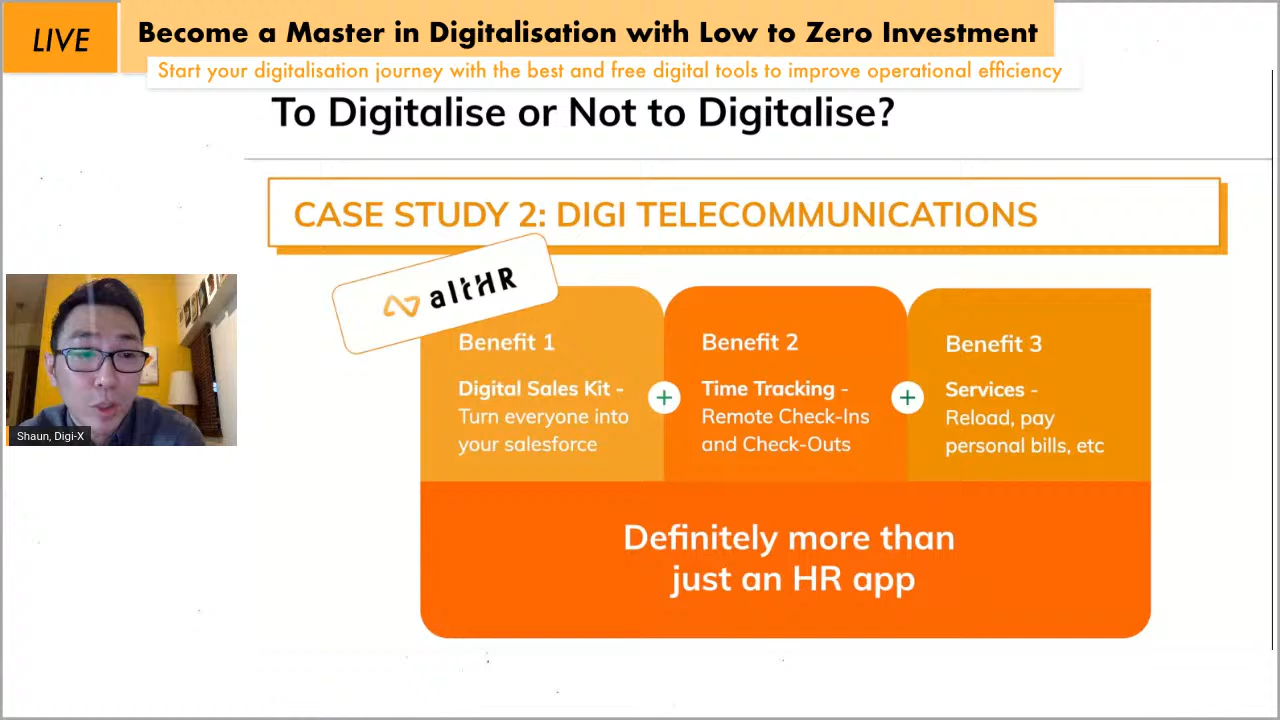 LIVE
Become a Master in Digitalisation with Low to Zero Investment
Start your digitalisation journey with the best and free digital tools to improve operational efficiency
To Digitalise or Not to Digitalise?
CASE STUDY 2: DIGI TELECOMMUNICATIONS
altHR
Benefit 1
Digital Sales Kit -
Turn everyone into
your salesforce
+
Benefit 2
Time Tracking -
Remote Check-Ins
and Check-Outs
+
Benefit 3
Services -
Reload, pay
personal bills, etc
Definitely more than
just an HR app
Shaun, Digi-X